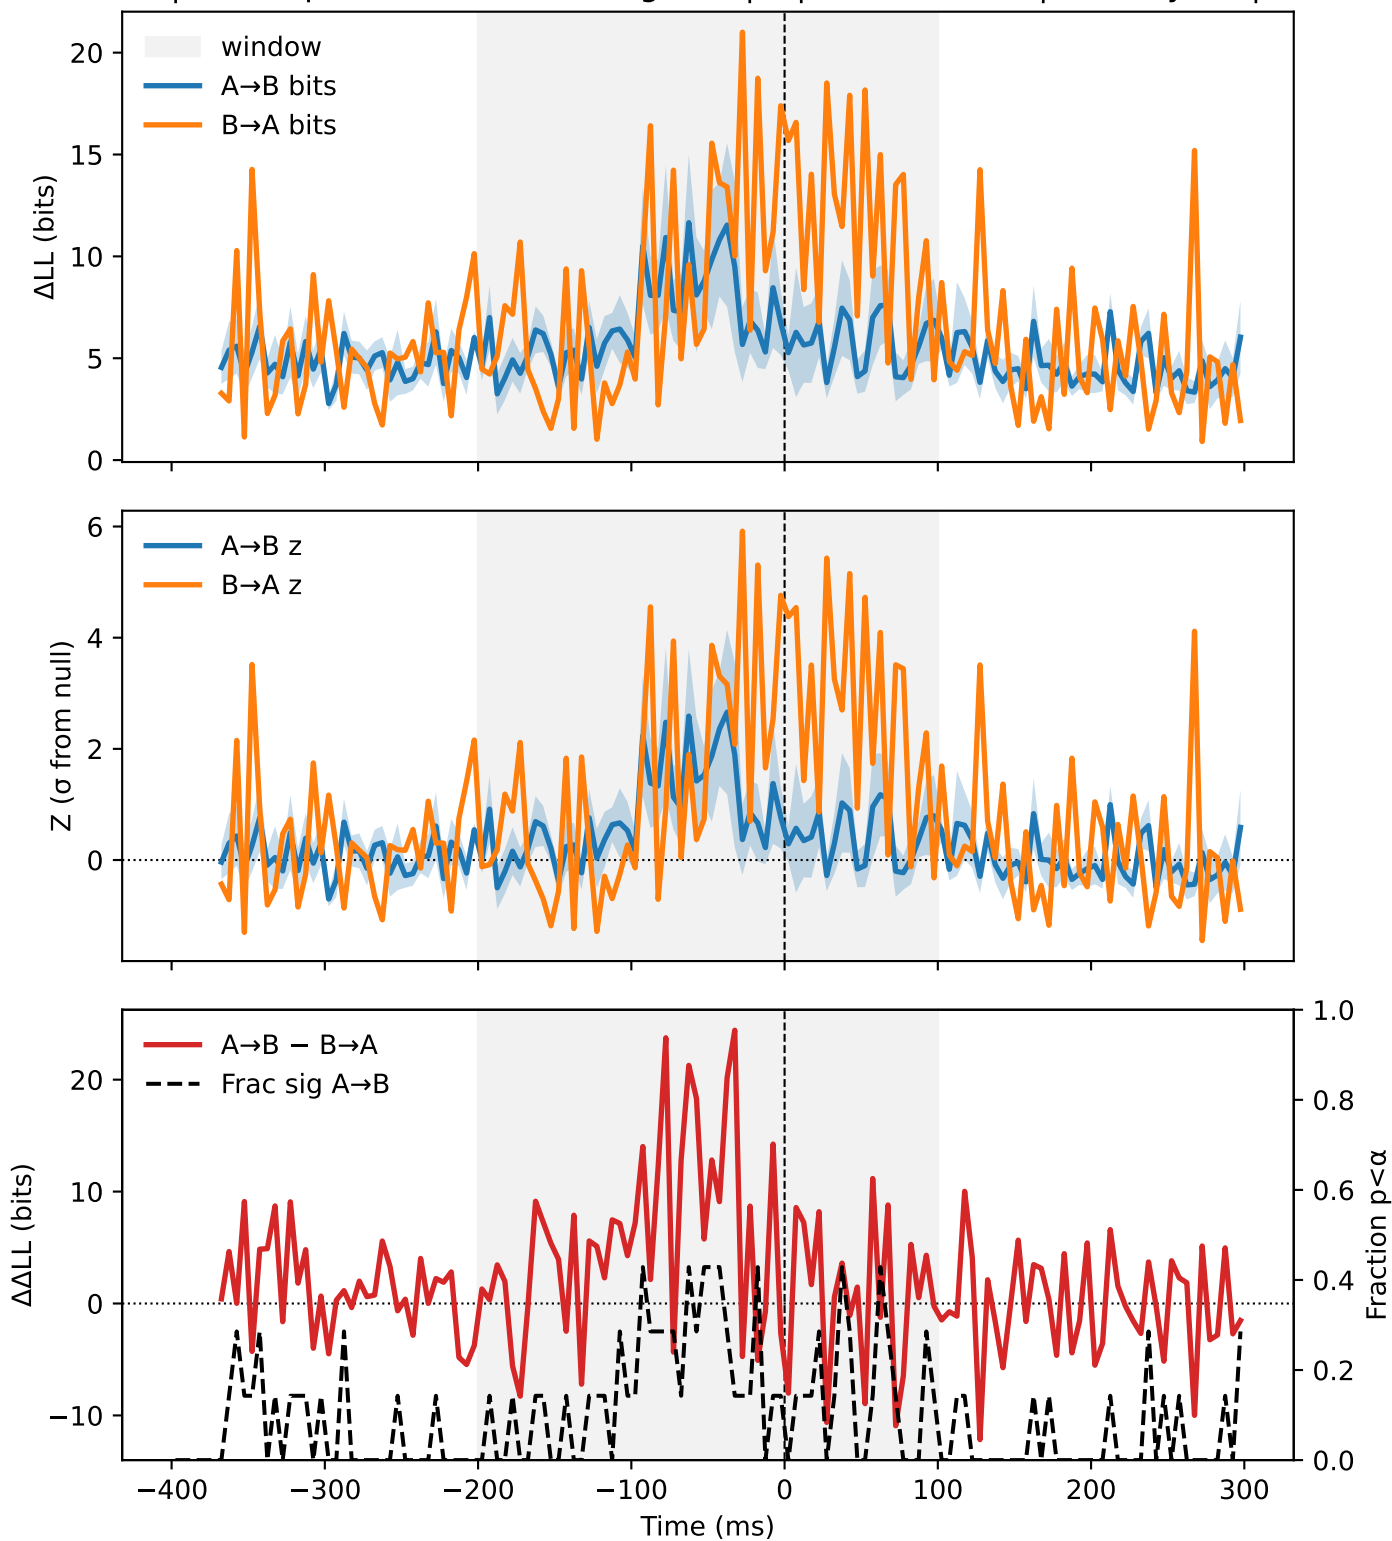 20
15
10
5
0
ΔLL (bits)
window
A→B bits
B→A bits
6
4
2
0
Z (σ from null)
A→B z
B→A z
20
10
0
−10
ΔΔLL (bits)
A→B − B→A
Frac sig A→B
1.0
0.8
0.6
0.4
0.2
0.0
Fraction p<α
−400 −300 −200 −100 0 100 200 300
Time (ms)